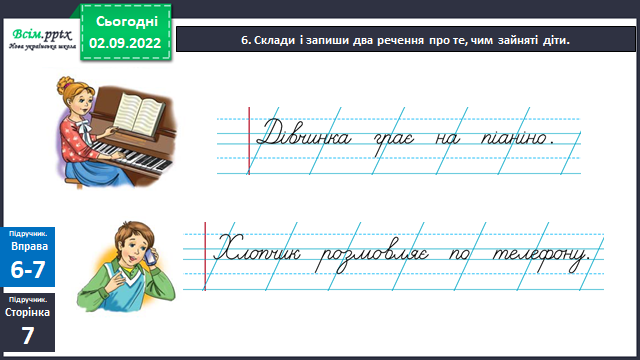 Всім.pptx
Нова українська школа
Сьогодні
02.09.2022
6. Склади і запиши два речення про те, чим зайняті діти.
Дівчинка грає на піаніно.
Хлопчик розмовляє по телефону.
Підручник.
Вправа
6-7
Підручник.
Сторінка
7